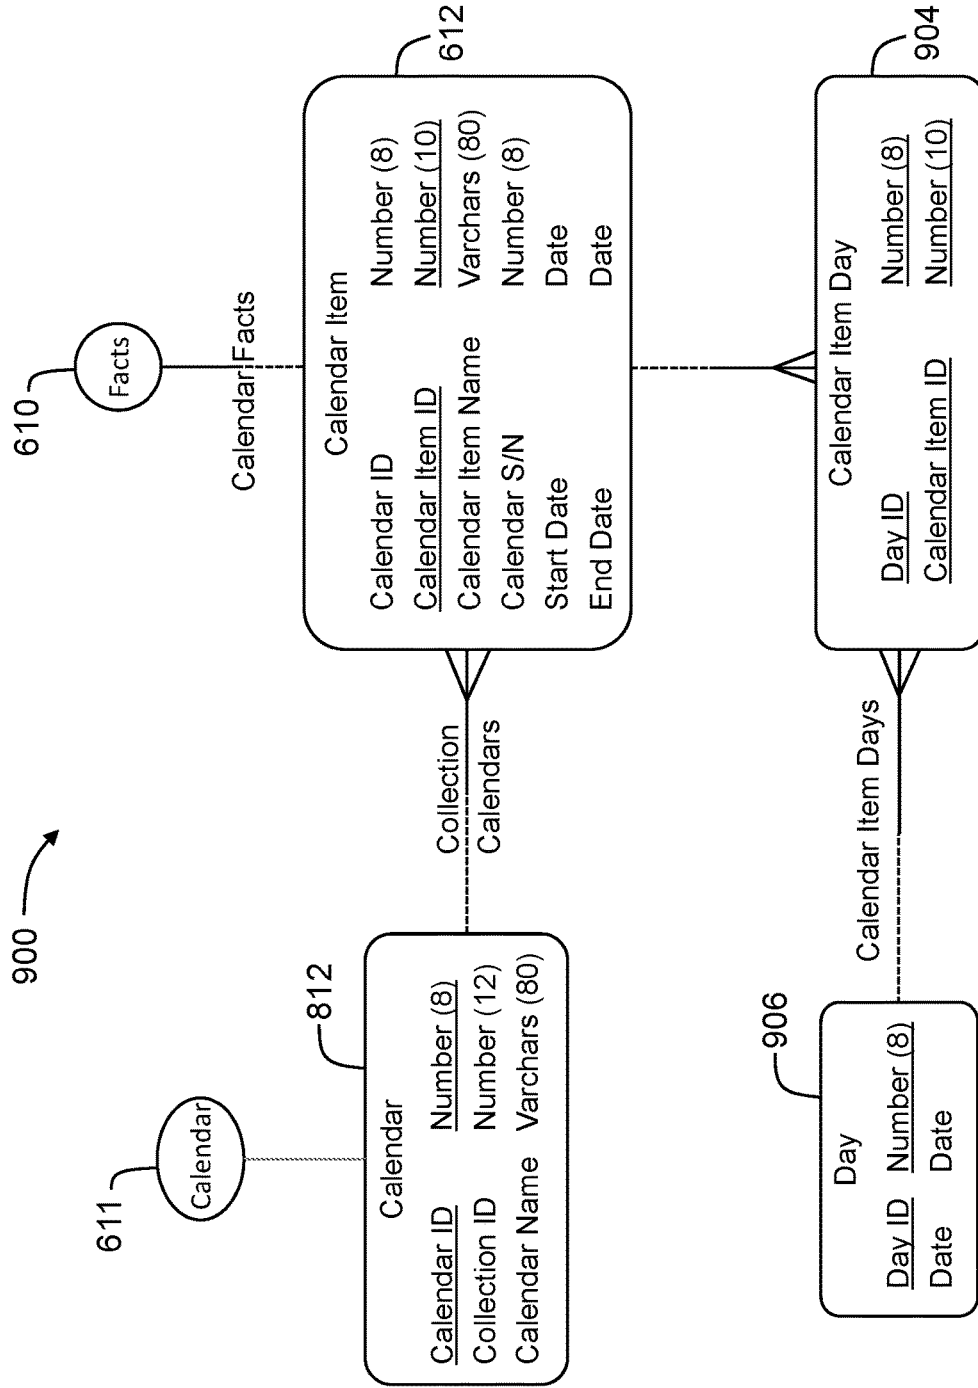 900
611
Calendar
812
Calendar
Calendar ID Number (8)
Collection ID Number (12)
Calendar Name Varchars (80)
Collection
Calendars
610
Facts
Calendar Facts
612
Calendar Item
Calendar ID Number (8)
Calendar Item ID Number (10)
Calendar Item Name Varchars (80)
Calendar S/N Number (8)
Start Date Date
End Date Date
906
Day
Day ID Number (8)
Date Date
Calendar Item Days
904
Calendar Item Day
Day ID Number (8)
Calendar Item ID Number (10)